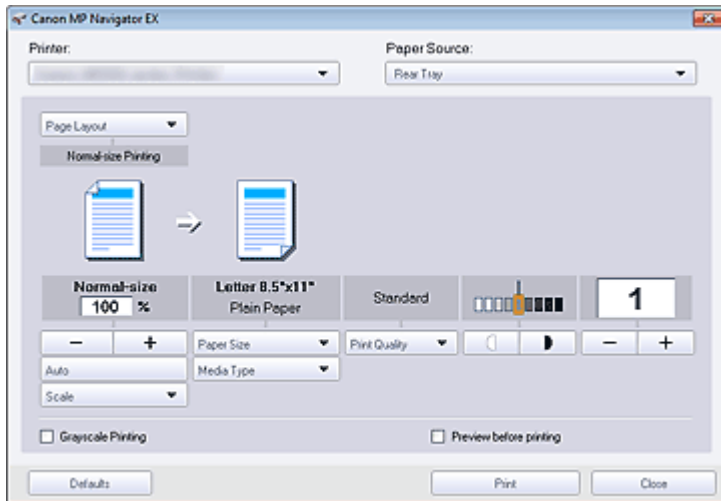 Canon MP Navigator EX
Printer:
Paper Source:
Rear Tray
Page Layout
Normal-size Printing
Normal-size
100 %
Letter 8.5"x11"
Plain Paper
Standard
1
− +
Paper Size
Print Quality
− +
Auto
Media Type
Scale
Grayscale Printing
Preview before printing
Defaults
Print
Close